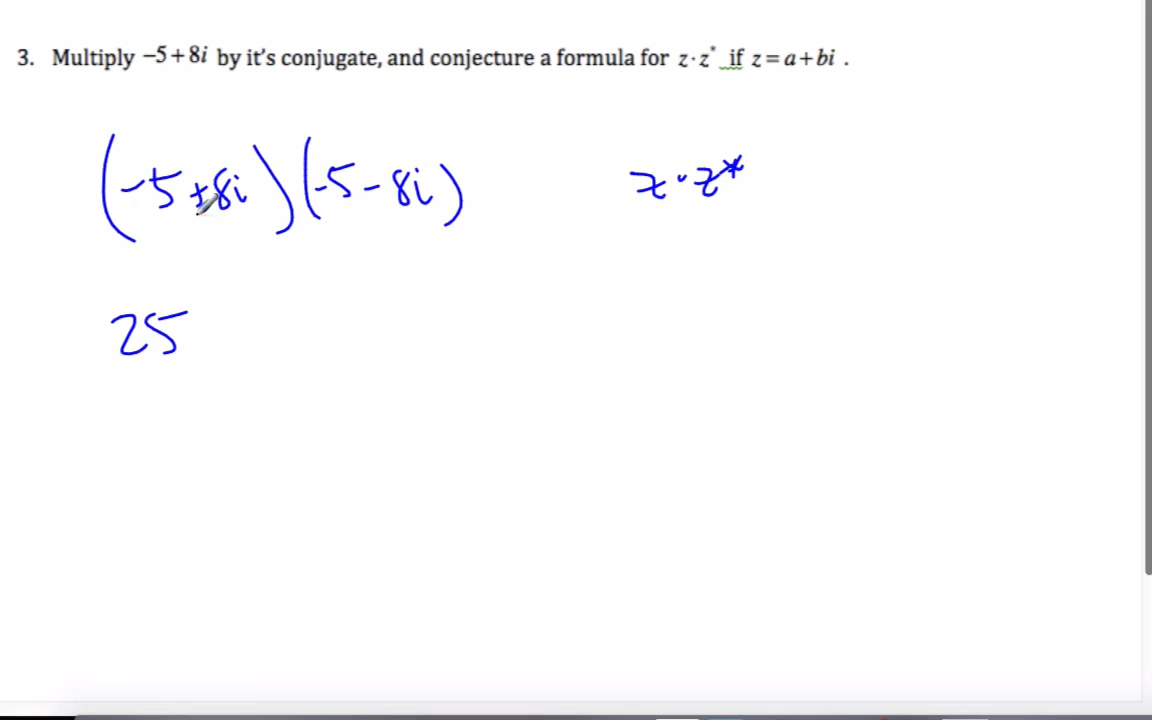 3. Multiply −5+8i by it's conjugate, and conjecture a formula for z·z* if z=a+bi .
(-5+8i)(-5-8i) z·z*
25